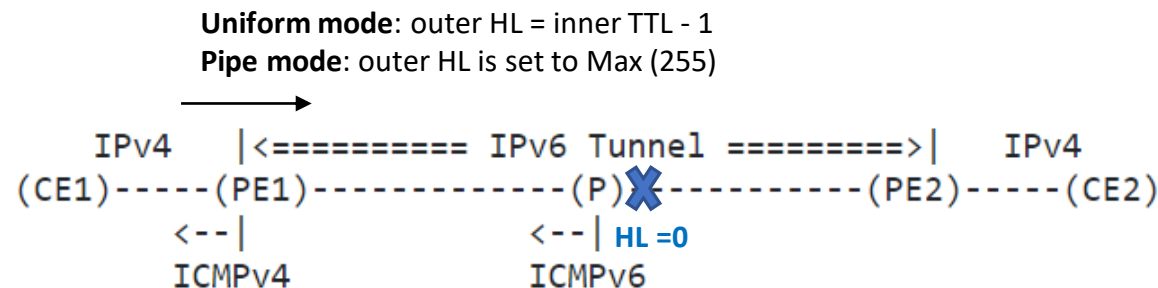 Uniform mode: outer HL = inner TTL - 1
Pipe mode: outer HL is set to Max (255)
IPv4 |<========== IPv6 Tunnel =========>| IPv4
(CE1)-----(PE1)--------------(P)------------(PE2)-----(CE2)
<--| <--| HL =0
ICMPv4 ICMPv6